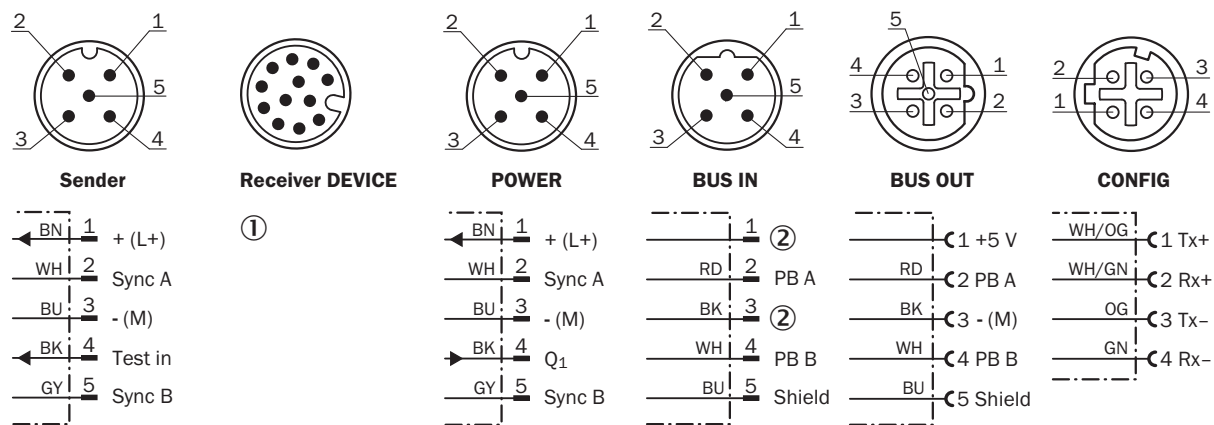 2 1
5
3 4
Sender
BN 1 + (L+)
WH 2 Sync A
BU 3 - (M)
BK 4 Test in
GY 5 Sync B
Receiver DEVICE
①
2 1
5
3 4
POWER
BN 1 + (L+)
WH 2 Sync A
BU 3 - (M)
BK 4 Q1
GY 5 Sync B
2 1
5
3 4
BUS IN
1 ②
RD 2 PB A
BK 3 ②
WH 4 PB B
BU 5 Shield
5
4 1
3 2
BUS OUT
1 +5 V
RD 2 PB A
BK 3 - (M)
WH 4 PB B
BU 5 Shield
2 3
1 4
CONFIG
WH/OG 1 Tx+
WH/GN 2 Rx+
OG 3 Tx–
GN 4 Rx–